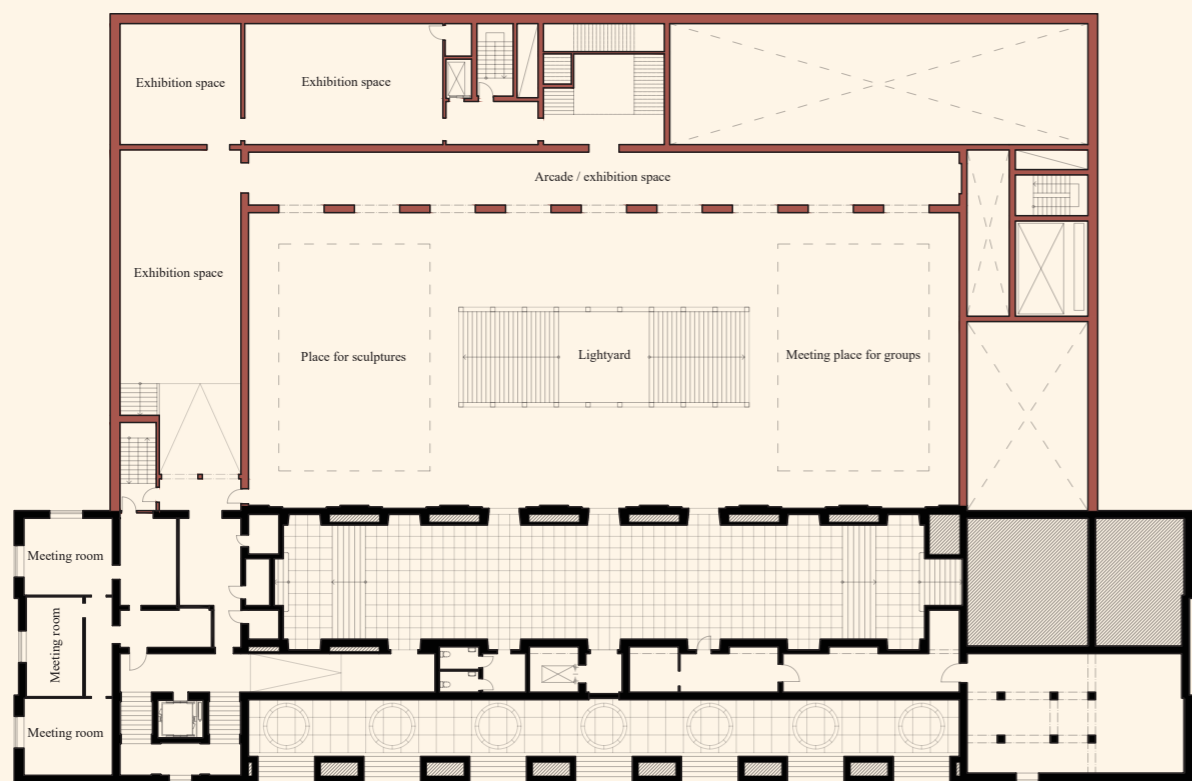 Exhibition space
Exhibition space
Arcade / exhibition space
Exhibition space
Place for sculptures
Lightyard
Meeting place for groups
Meeting room
Meeting room
Meeting room